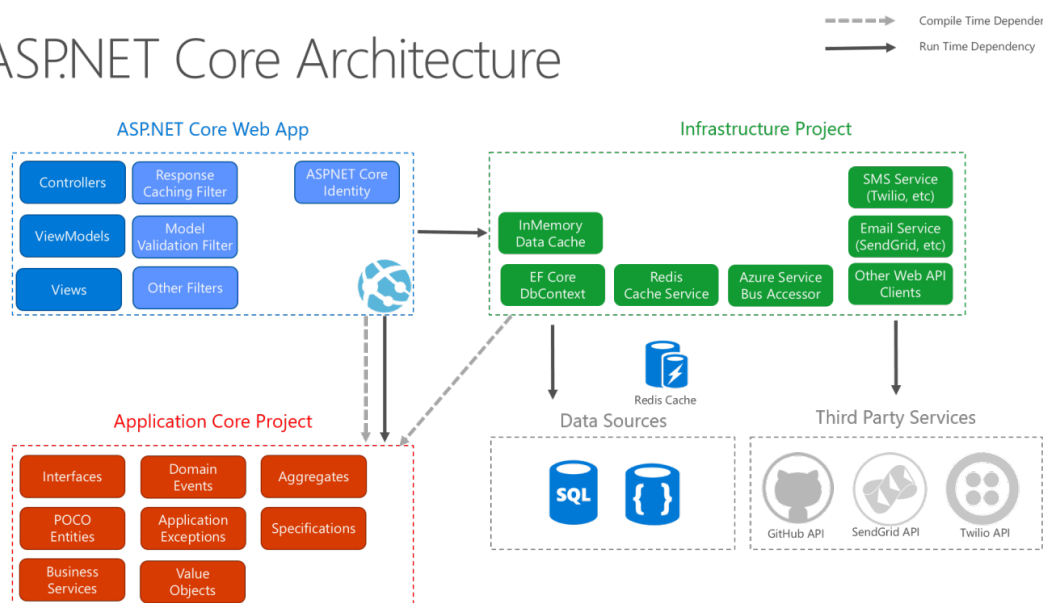 Compile Time Dependen
Run Time Dependency
ASP.NET Core Architecture
ASP.NET Core Web App
Controllers
Response
Caching Filter
ASP.NET Core
Identity
ViewModels
Model
Validation Filter
Views
Other Filters
Infrastructure Project
SMS Service
(Twilio, etc)
InMemory
Data Cache
Email Service
(SendGrid, etc)
EF Core
DbContext
Redis
Cache Service
Azure Service
Bus Accessor
Other Web API
Clients
Redis Cache
Application Core Project
Interfaces
Domain
Events
Aggregates
POCO
Entities
Application
Exceptions
Specifications
Business
Services
Value
Objects
Data Sources
SQL
{ }
Third Party Services
GitHub API
SendGrid API
Twilio API